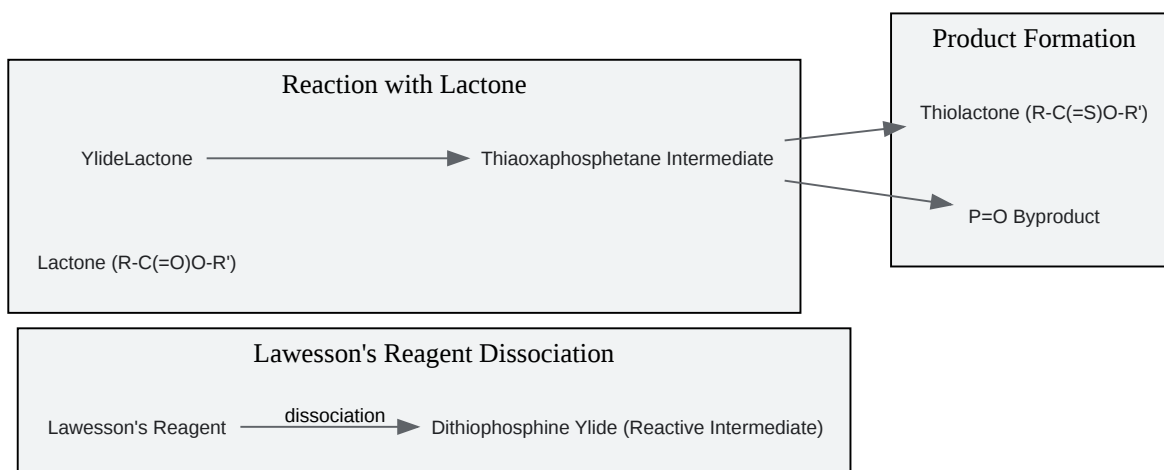 Product Formation
Thiolactone (R-C(=S)O-R')
P=O Byproduct
Reaction with Lactone
YlideLactone
Thiaoxaphosphetane Intermediate
Lactone (R-C(=O)O-R')
Lawesson's Reagent Dissociation
Lawesson's Reagent
dissociation
Dithiophosphine Ylide (Reactive Intermediate)